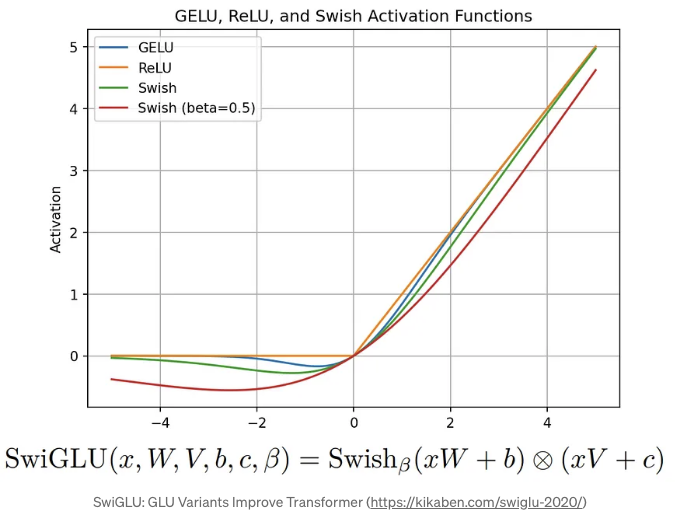 GELU, ReLU, and Swish Activation Functions
GELU
ReLU
Swish
Swish (beta=0.5)
5
4
3
2
1
0
Activation
−4
−2
0
2
4
SwiGLU(x, W, V, b, c, β) = Swishβ(xW + b) ⊗ (xV + c)
SwiGLU: GLU Variants Improve Transformer (https://kikaben.com/swiglu-2020/)